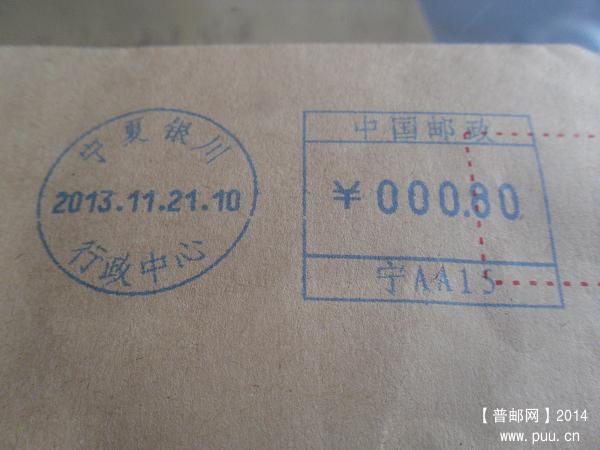 宁夏银川
2013.11.21.10
行政中心
中国邮政
¥000.80
宁AA15
【普邮网】2014
www.puu.cn